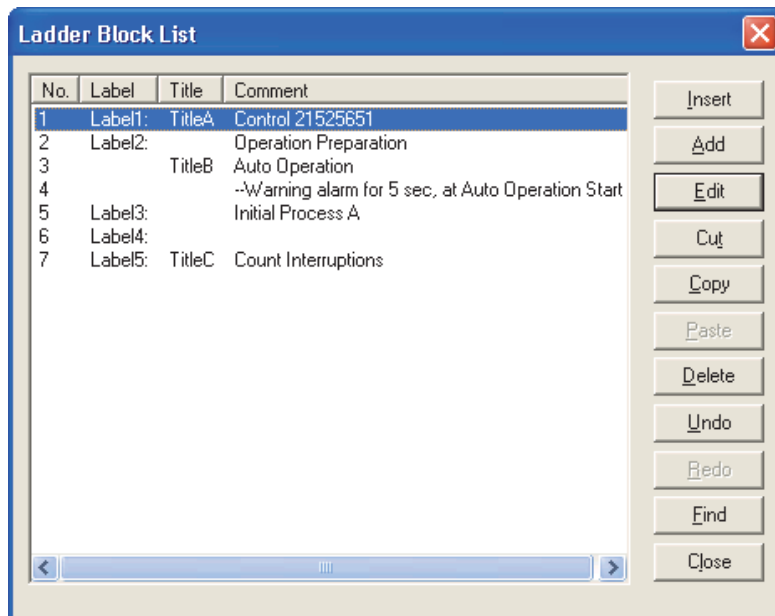 Ladder Block List
No. Label Title Comment
1 Label1: TitleA Control 21525651
2 Label2: Operation Preparation
3 TitleB Auto Operation
4 --Warning alarm for 5 sec, at Auto Operation Start
5 Label3: Initial Process A
6 Label4:
7 Label5: TitleC Count Interruptions
Insert
Add
Edit
Cut
Copy
Paste
Delete
Undo
Redo
Find
Close